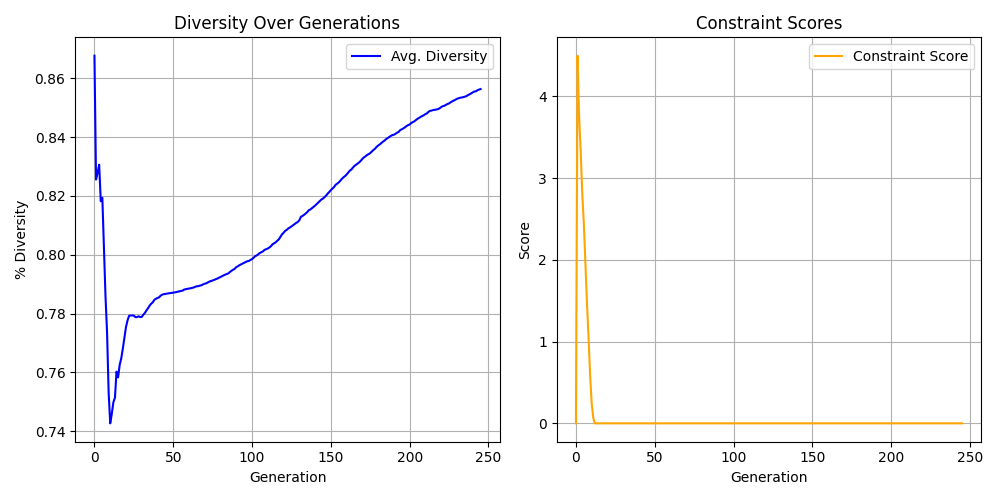 Diversity Over Generations
Avg. Diversity
% Diversity
0.86
0.84
0.82
0.80
0.78
0.76
0.74
0 50 100 150 200 250
Generation
Constraint Scores
Constraint Score
Score
4
3
2
1
0
0 50 100 150 200 250
Generation